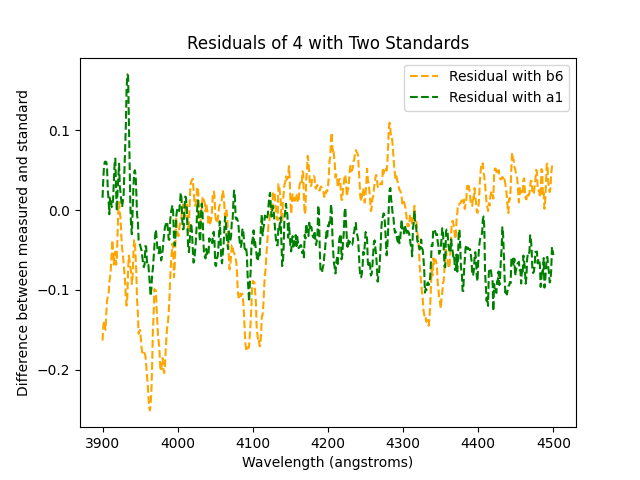 Residuals of 4 with Two Standards
Residual with b6
Residual with a1
Difference between measured and standard
0.1
0.0
−0.1
−0.2
3900
4000
4100
4200
4300
4400
4500
Wavelength (angstroms)